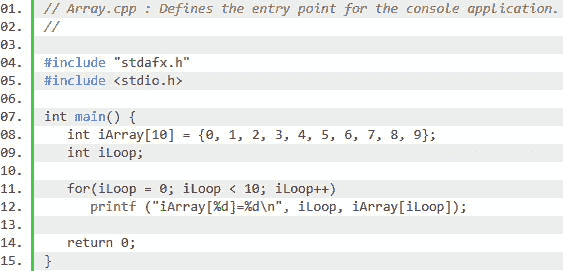 01. // Array.cpp : Defines the entry point for the console application.
02. //
03.
04. #include "stdafx.h"
05. #include <stdio.h>
06.
07. int main() {
08.    int iArray[10] = {0, 1, 2, 3, 4, 5, 6, 7, 8, 9};
09.    int iLoop;
10.
11.    for(iLoop = 0; iLoop < 10; iLoop++)
12.       printf ("iArray[%d]=%d\n", iLoop, iArray[iLoop]);
13.
14.    return 0;
15. }